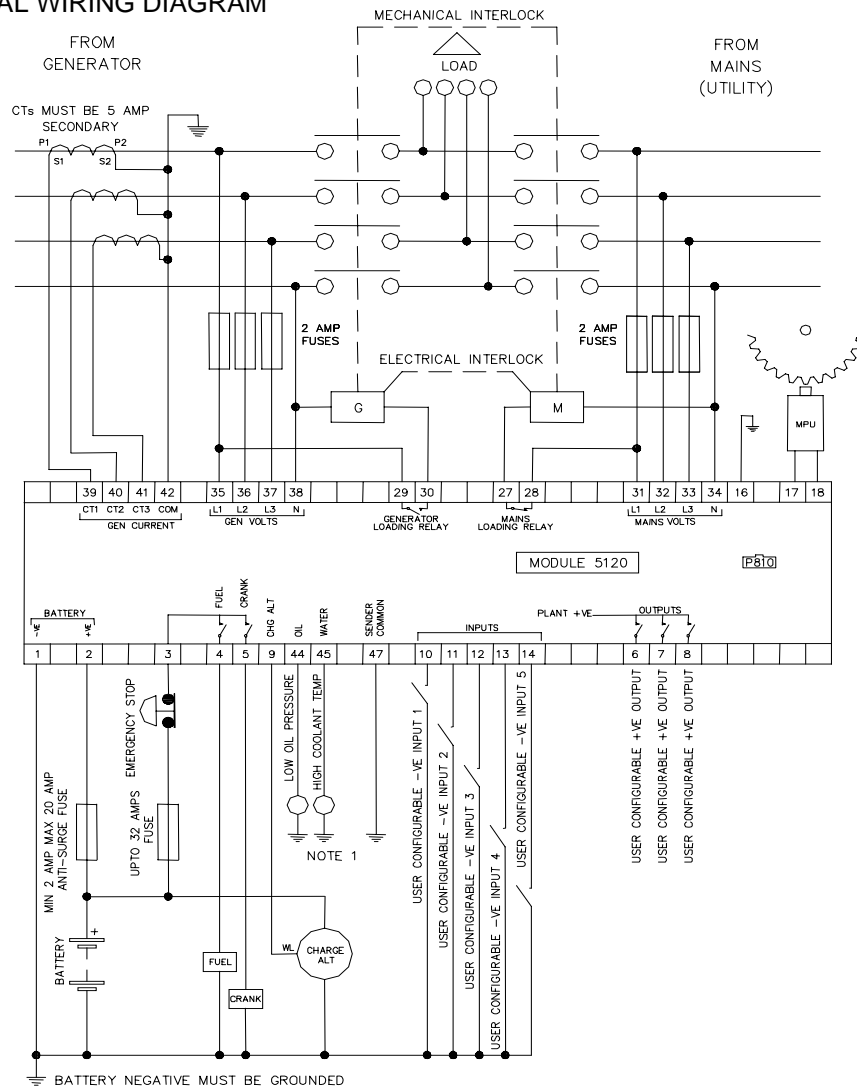 AL WIRING DIAGRAM
MECHANICAL INTERLOCK
FROM
GENERATOR
LOAD
FROM
MAINS
(UTILITY)
CTs MUST BE 5 AMP
SECONDARY
P1
P2
S1
S2
2 AMP
FUSES
2 AMP
FUSES
ELECTRICAL INTERLOCK
G
M
MPU
39
40
41
42
35
36
37
38
29
30
27
28
31
32
33
34
16
17
18
CT1
CT2
CT3
COM
GEN CURRENT
L1
L2
L3
N
GEN VOLTS
GENERATOR
LOADING RELAY
MAINS
LOADING RELAY
L1
L2
L3
N
MAINS VOLTS
MODULE 5120
P810
BATTERY
-VE
+VE
FUEL
CRANK
CHG ALT
OIL
WATER
SENDER
COMMON
INPUTS
PLANT +VE
OUTPUTS
1
2
3
4
5
9
44
45
47
10
11
12
13
14
6
7
8
EMERGENCY STOP
MIN 2 AMP MAX 20 AMP
ANTI-SURGE FUSE
UPTO 32 AMPS
FUSE
LOW OIL PRESSURE
HIGH COOLANT TEMP
NOTE 1
USER CONFIGURABLE -VE INPUT 1
USER CONFIGURABLE -VE INPUT 2
USER CONFIGURABLE -VE INPUT 3
USER CONFIGURABLE -VE INPUT 4
USER CONFIGURABLE -VE INPUT 5
USER CONFIGURABLE +VE OUTPUT
USER CONFIGURABLE +VE OUTPUT
USER CONFIGURABLE +VE OUTPUT
BATTERY
+
FUEL
CRANK
WL
CHARGE
ALT
BATTERY NEGATIVE MUST BE GROUNDED